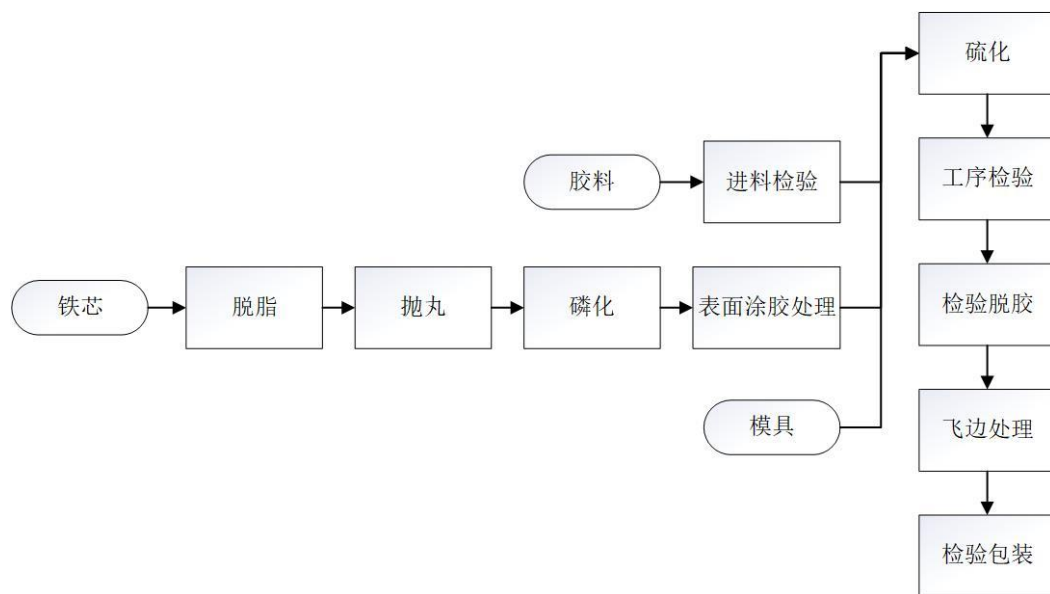 硫化
胶料
进料检验
工序检验
铁芯
脱脂
抛丸
磷化
表面涂胶处理
检验脱胶
模具
飞边处理
检验包装